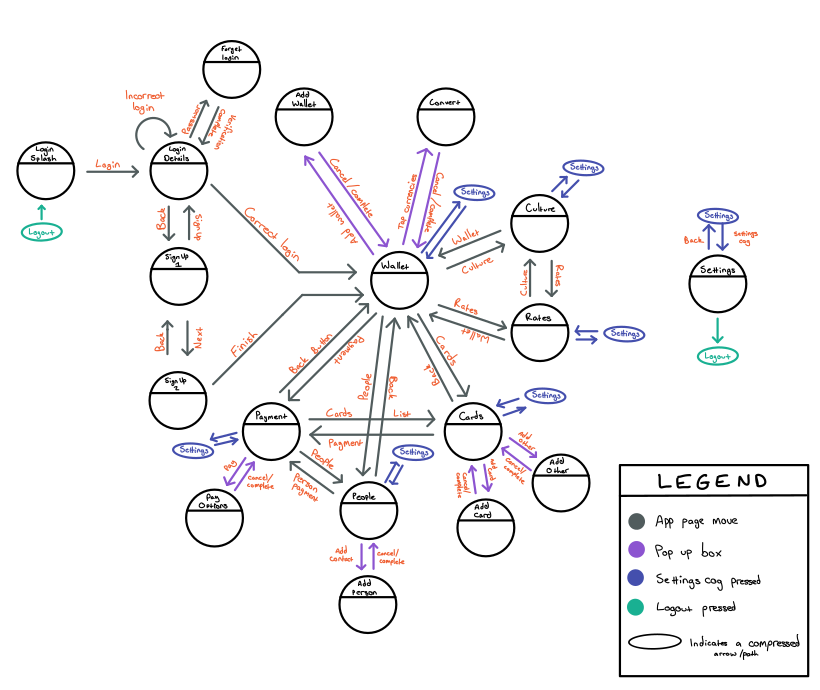 Forget
login
Incorrect
login
Password
Verification
complete
Add
Wallet
Convert
Login
Splash
Login
Login
Details
Logout
Back
Sign up
Sign Up
1
Back
Next
Sign Up
2
Correct login
Finish
Cancel/complete
Add wallet
Top currencies
Cancel/complete
Settings
Settings
Culture
Wallet
Culture
Culture
Rates
Wallet
Rates
Wallet
Rates
Settings
Settings
Back
Settings
cog
Settings
Logout
Back Button
Payment
People
Back
Cards
Back
Settings
Payment
Cards
List
Payment
Cards
Settings
Pay
Cancel/
complete
Pay
Options
People
Person
Payment
Settings
People
Add
Contact
Cancel/
complete
Add
Person
Add
Other
Cancel/
complete
Add
Other
Cancel/
complete
Add
Card
Add
Card
LEGEND
App page move
Pop up box
Settings cog pressed
Logout pressed
Indicates a compressed
arrow/path